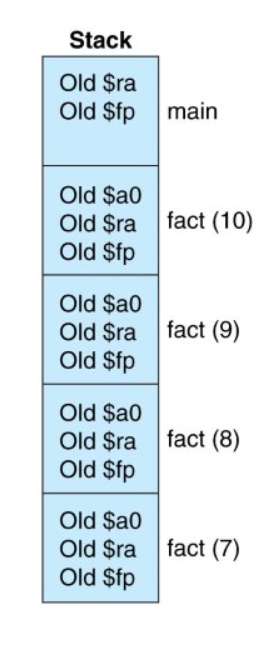 Stack
Old $ra
Old $fp
main
Old $a0
Old $ra
Old $fp
fact (10)
Old $a0
Old $ra
Old $fp
fact (9)
Old $a0
Old $ra
Old $fp
fact (8)
Old $a0
Old $ra
Old $fp
fact (7)